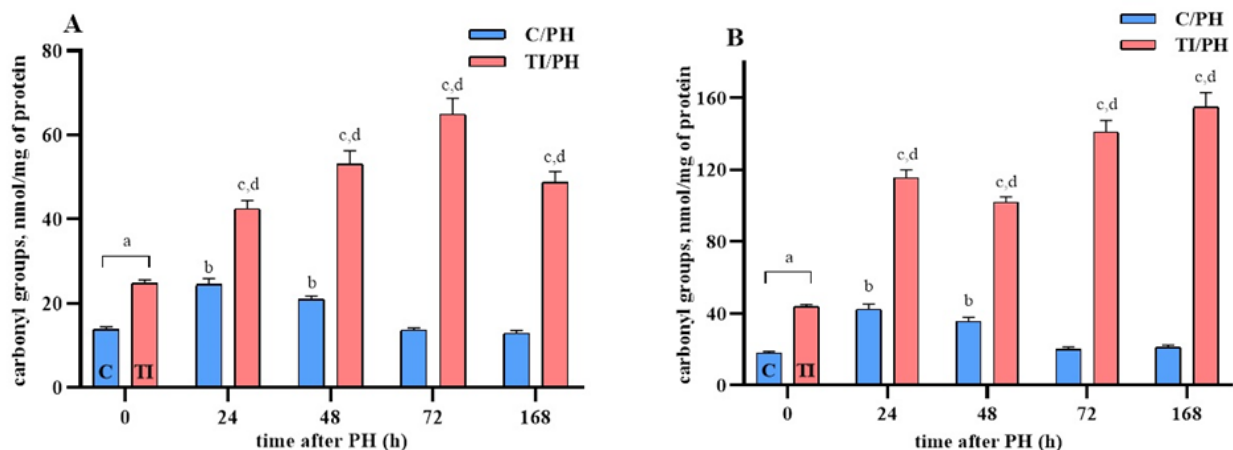 A
C/PH
TI/PH
carbonyl groups, nmol/mg of protein
80
60
40
20
0
a
b
c,d
b
c,d
c,d
c,d
C
TI
0
24
48
72
168
time after PH (h)
B
C/PH
TI/PH
carbonyl groups, nmol/mg of protein
160
120
80
40
0
a
b
c,d
b
c,d
c,d
c,d
C
TI
0
24
48
72
168
time after PH (h)